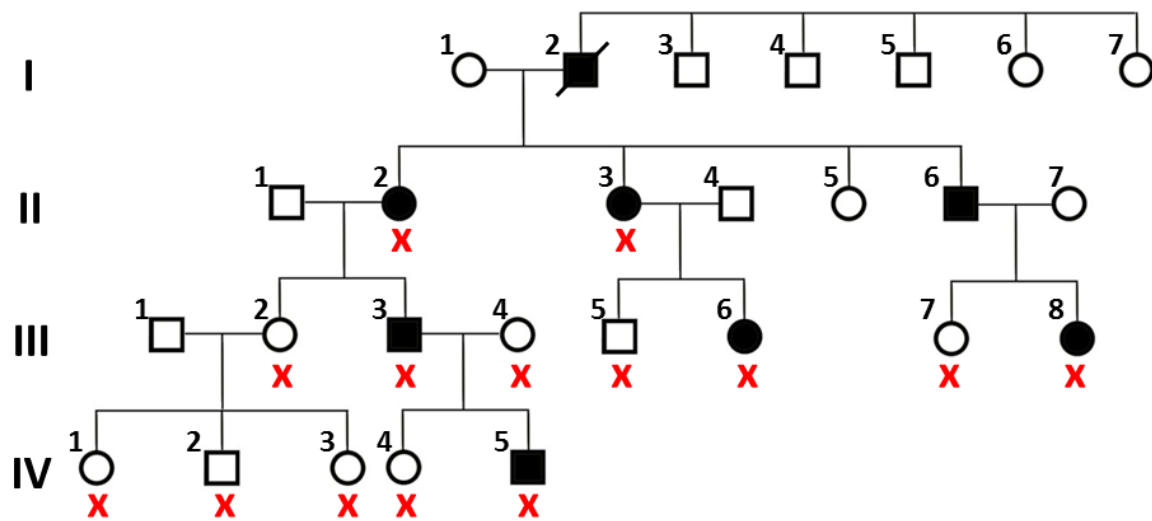 I 1 2 3 4 5 6 7
II 1 2 3 4 5 6 7
X X
III 1 2 3 4 5 6 7 8
X X X X X X X
IV 1 2 3 4 5
X X X X X